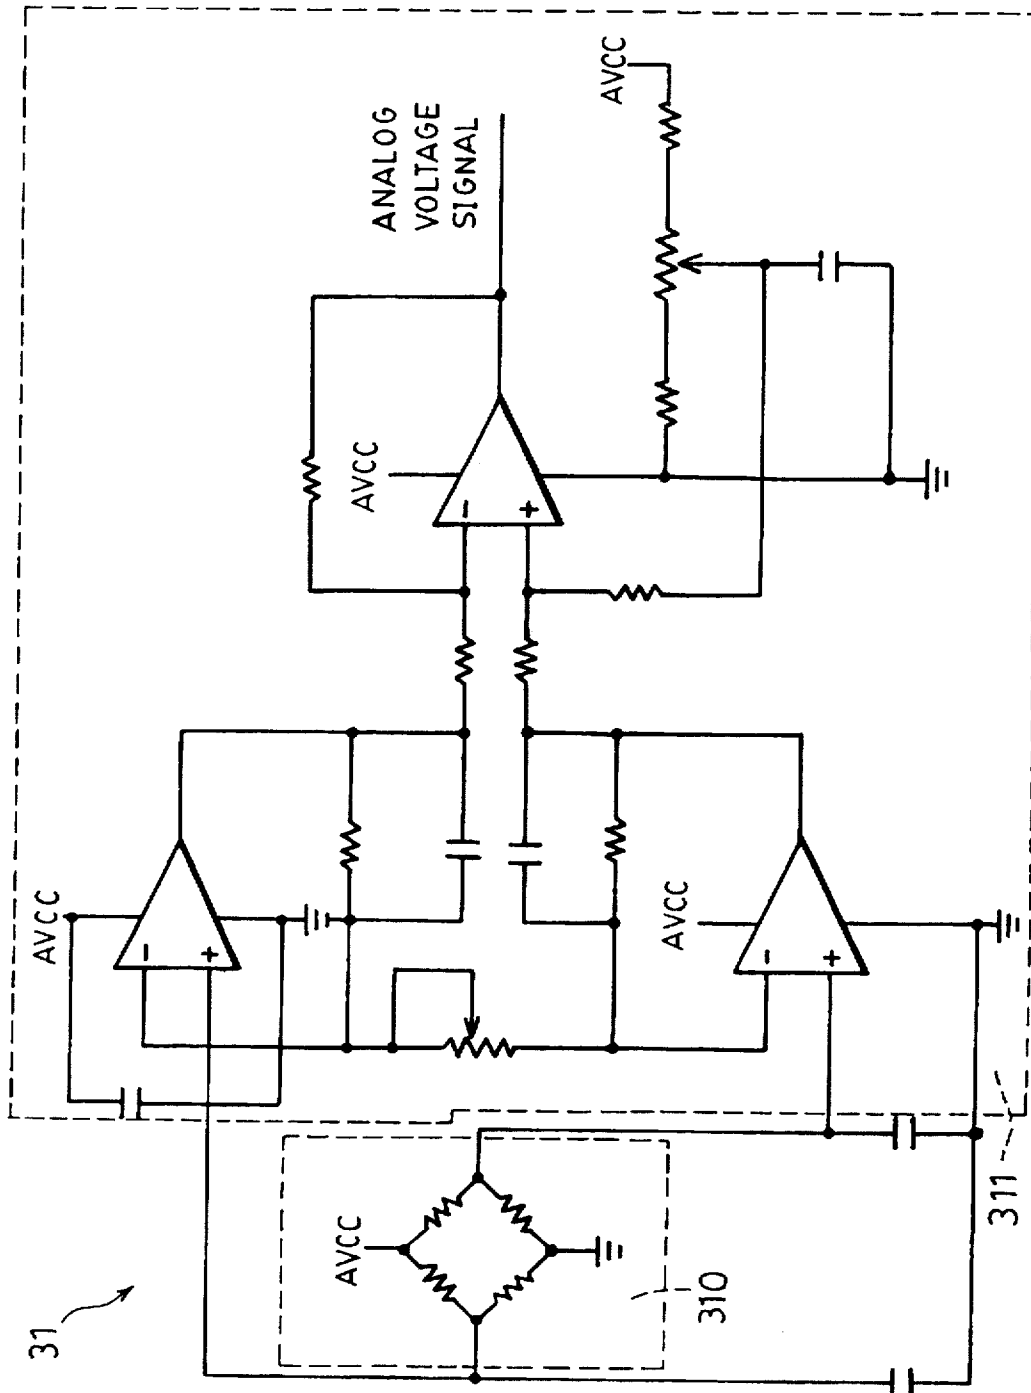 31
AVCC
310
311
AVCC
-
+
AVCC
-
+
AVCC
-
+
ANALOG
VOLTAGE
SIGNAL
AVCC